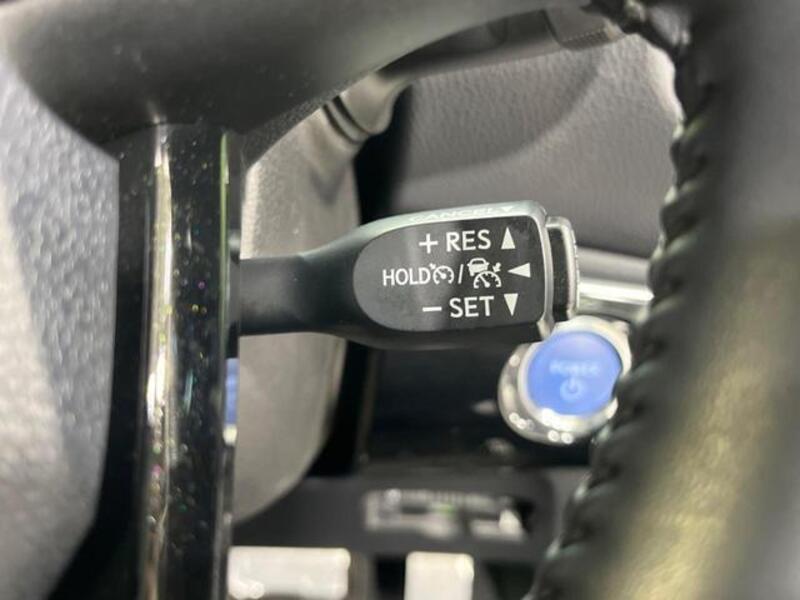 CANCEL
+ RES ▲
HOLD / ◀
− SET ▼
POWER